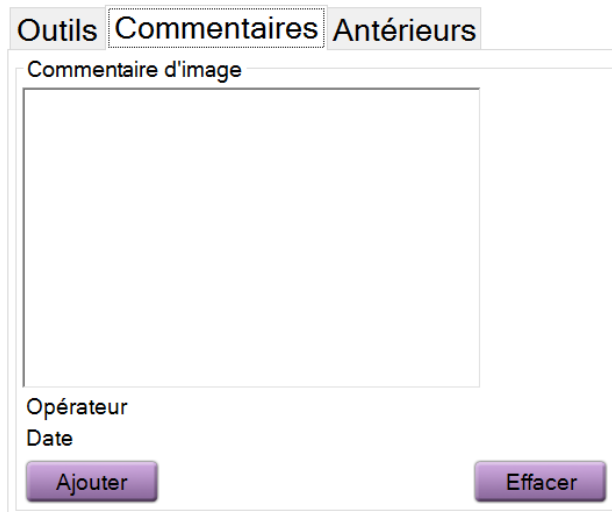 Outils Commentaires Antérieurs
Commentaire d'image
Opérateur
Date
Ajouter Effacer